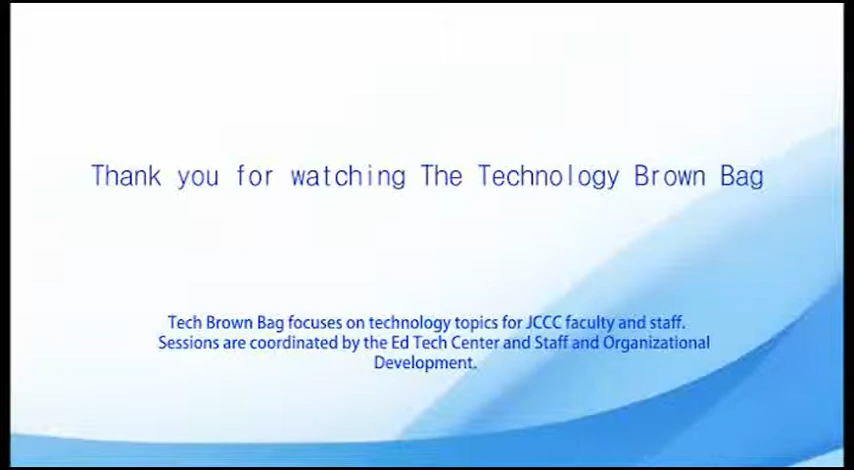 Thank you for watching The Technology Brown Bag
Tech Brown Bag focuses on technology topics for JCCC faculty and staff.
Sessions are coordinated by the Ed Tech Center and Staff and Organizational
Development.